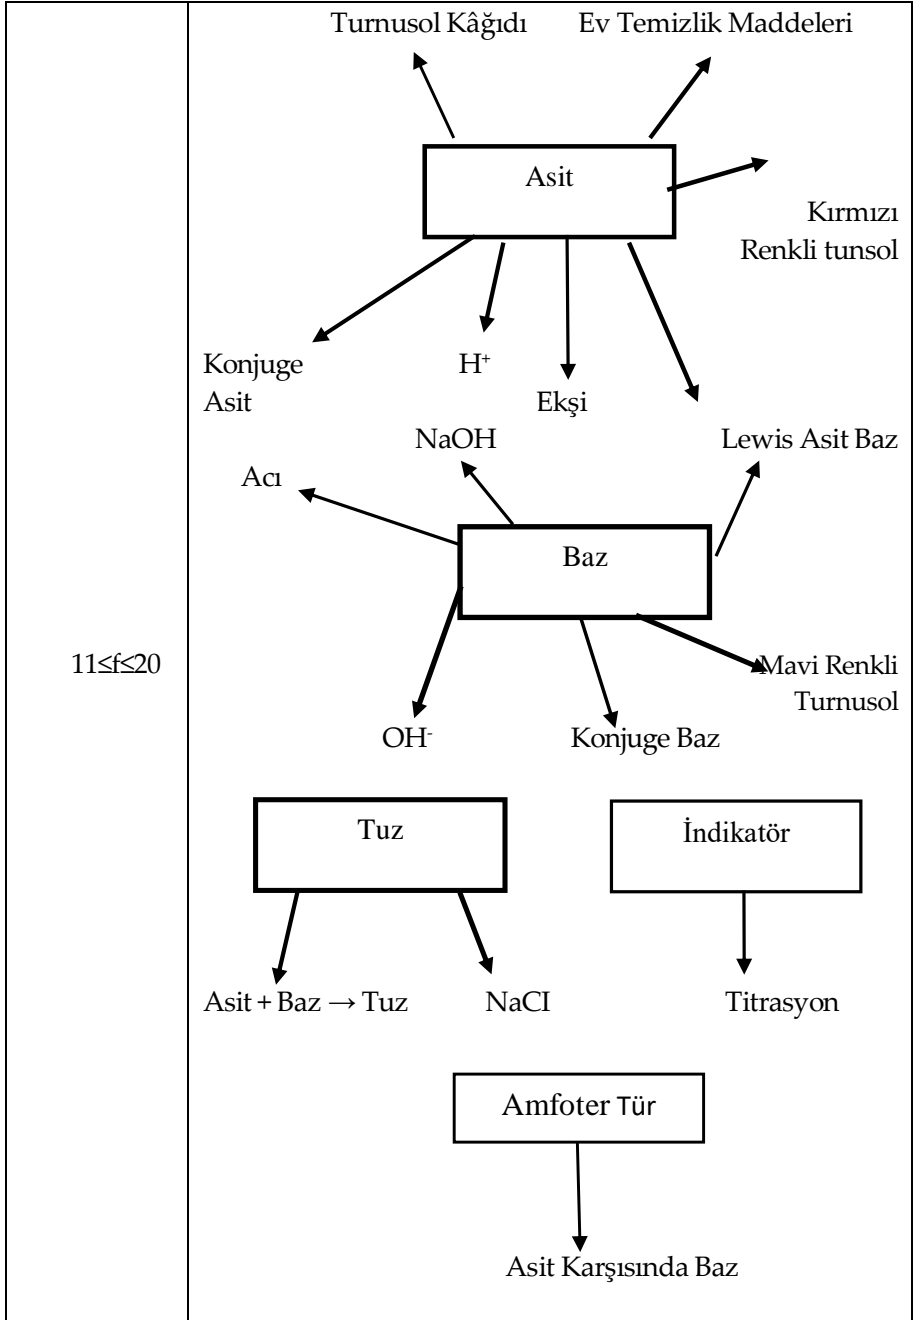 Turnusol Kâğıdı Ev Temizlik Maddeleri
Asit
Kırmızı
Renkli tunsol
Konjuge
Asit
H⁺
Ekşi
NaOH
Lewis Asit Baz
Acı
Baz
11≤f≤20
Mavi Renkli
Turnusol
OH⁻
Konjuge Baz
Tuz
İndikatör
Asit + Baz → Tuz
NaCI
Titrasyon
Amfoter Tür
Asit Karşısında Baz